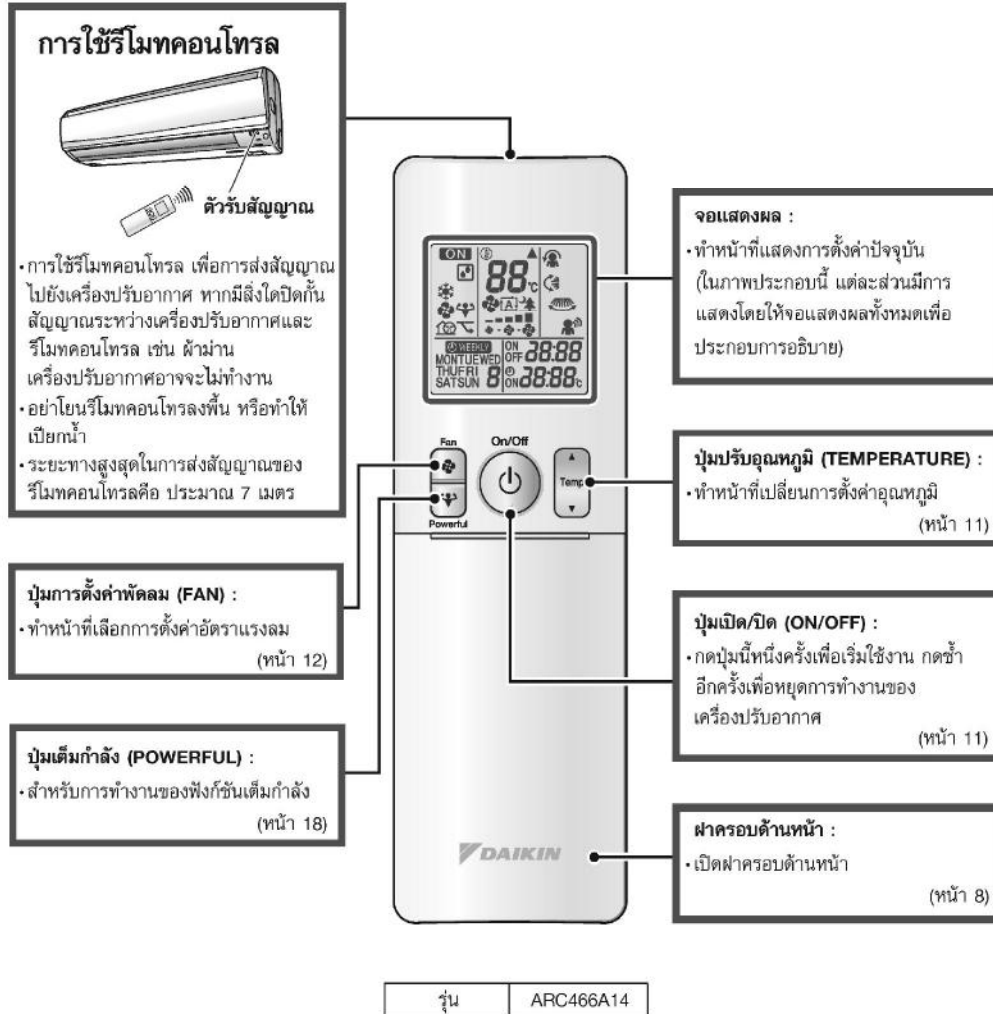 การใช้รีโมทคอนโทรล
ตัวรับสัญญาณ
•การใช้รีโมทคอนโทรล เพื่อการส่งสัญญาณ
ไปยังเครื่องปรับอากาศ หากมีสิ่งใดปิดกั้น
สัญญาณระหว่างเครื่องปรับอากาศและ
รีโมทคอนโทรล เช่น ผ้าม่าน
เครื่องปรับอากาศอาจจะไม่ทำงาน
•อย่าโยนรีโมทคอนโทรลงพื้น หรือทำให้
เปียกน้ำ
•ระยะทางสูงสุดในการส่งสัญญาณของ
รีโมทคอนโทรลคือ ประมาณ 7 เมตร
ปุ่มการตั้งค่าพัดลม (FAN) :
•ทำหน้าที่เลือกการตั้งค่าอัตราแรงลม
(หน้า 12)
ปุ่มเต็มกำลัง (POWERFUL) :
•สำหรับการทำงานของฟังก์ชันเต็มกำลัง
(หน้า 18)
ON
88°c
A
WEEKLY
MONTUEWED
THUFRI
SATSUN
8
ON
OFF
88:88
ON
88:88c
Fan
On/Off
Temp
Powerful
DAIKIN
จอแสดงผล :
•ทำหน้าที่แสดงการตั้งค่าปัจจุบัน
(ในภาพประกอบนี้ แต่ละส่วนมีการ
แสดงโดยให้จอแสดงผลทั้งหมดเพื่อ
ประกอบการอธิบาย)
ปุ่มปรับอุณหภูมิ (TEMPERATURE) :
•ทำหน้าที่เปลี่ยนการตั้งค่าอุณหภูมิ
(หน้า 11)
ปุ่มเปิด/ปิด (ON/OFF) :
•กดปุ่มนี้หนึ่งครั้งเพื่อเริ่มใช้งาน กดซ้ำ
อีกครั้งเพื่อหยุดการทำงานของ
เครื่องปรับอากาศ
(หน้า 11)
ฝาครอบด้านหน้า :
•เปิดฝาครอบด้านหน้า
(หน้า 8)
รุ่น ARC466A14